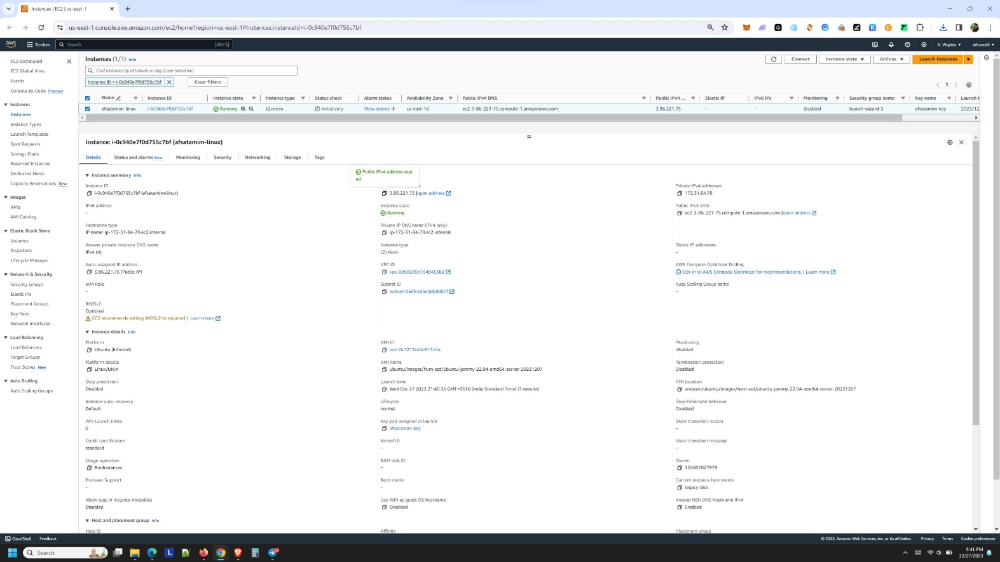 Instances | EC2 | us-east-1
us-east-1.console.aws.amazon.com/ec2/home?region=us-east-1#Instances:instanceId=i-0c940e7f0d755c7bf
aws Services Search [Alt+S] N. Virginia skhureshi
EC2 Dashboard
EC2 Global View
Events
Console-to-Code Preview
Instances
Instances
Instance Types
Launch Templates
Spot Requests
Savings Plans
Reserved Instances
Dedicated Hosts
Capacity Reservations New
Images
AMIs
AMI Catalog
Elastic Block Store
Volumes
Snapshots
Lifecycle Manager
Network & Security
Security Groups
Elastic IPs
Placement Groups
Key Pairs
Network Interfaces
Load Balancing
Load Balancers
Target Groups
Trust Stores New
Auto Scaling
Auto Scaling Groups
Instances (1/1) Info
Connect Instance state Actions Launch instances
Find Instance by attribute or tag (case-sensitive)
Instance ID = i-0c940e7f0d755c7bf Clear filters
1
Name Instance ID Instance state Instance type Status check Alarm status Availability Zone Public IPv4 DNS Public IPv4 ... Elastic IP IPv6 IPs Monitoring Security group name Key name Launch t
afsatamim-linux i-0c940e7f0d755c7bf Running t2.micro Initializing View alarms + us-east-1d ec2-3-86-221-75.compute-1.amazonaws.com 3.86.221.75 – – disabled launch-wizard-3 afsatamim-key 2023/12,
Instance: i-0c940e7f0d755c7bf (afsatamim-linux)
Details Status and alarms New Monitoring Security Networking Storage Tags
Public IPv4 address copi
ed
Instance summary Info
Instance ID Private IPv4 addresses
i-0c940e7f0d755c7bf (afsatamim-linux) 3.86.221.75 |open address 172.31.84.79
IPv6 address Instance state Public IPv4 DNS
– Running ec2-3-86-221-75.compute-1.amazonaws.com |open address
Hostname type Private IP DNS name (IPv4 only)
IP name: ip-172-31-84-79.ec2.internal ip-172-31-84-79.ec2.internal
Answer private resource DNS name Instance type Elastic IP addresses
IPv4 (A) t2.micro –
Auto-assigned IP address VPC ID AWS Compute Optimizer finding
3.86.221.75 [Public IP] vpc-0d58639d1949453b2 Opt-in to AWS Compute Optimizer for recommendations. | Learn more
IAM Role Subnet ID Auto Scaling Group name
– subnet-0a8fced3e0dbdd87f –
IMDSv2
Optional
EC2 recommends setting IMDSv2 to required | Learn more
Instance details Info
Platform AMI ID Monitoring
Ubuntu (Inferred) ami-0c7217cdde317cfec disabled
Platform details AMI name Termination protection
Linux/UNIX ubuntu/images/hvm-ssd/ubuntu-jammy-22.04-amd64-server-20231207 Disabled
Stop protection Launch time AMI location
Disabled Wed Dec 27 2023 21:40:35 GMT+0530 (India Standard Time) (1 minute) amazon/ubuntu/images/hvm-ssd/ubuntu-jammy-22.04-amd64-server-20231207
Instance auto-recovery Lifecycle Stop-hibernate behavior
Default normal Disabled
AMI Launch index Key pair assigned at launch State transition reason
0 afsatamim-key –
Credit specification Kernel ID State transition message
standard – –
Usage operation RAM disk ID Owner
RunInstances – 355607027979
Enclaves Support Boot mode Current instance boot mode
– – legacy-bios
Allow tags in instance metadata Use RBN as guest OS hostname Answer RBN DNS hostname IPv4
Disabled Disabled Enabled
Host and placement group Info
Host ID Affinity Placement group
CloudShell Feedback © 2023, Amazon Web Services, Inc. or its affiliates. Privacy Terms Cookie preferences
Search 9:41 PM
12/27/2023